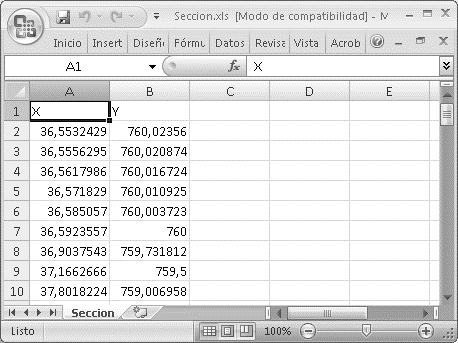 Seccion.xls [Modo de compatibilidad] - M
Inicio Insert Diseñ Fórmu Datos Revisa Vista Acrob
A1 fx X
A B C D E
1 X Y
2 36,5532429 760,02356
3 36,5556295 760,020874
4 36,5617986 760,016724
5 36,571829 760,010925
6 36,585057 760,003723
7 36,5923557 760
8 36,9037543 759,731812
9 37,1662666 759,5
10 37,8018224 759,006958
Seccion
Listo 100%